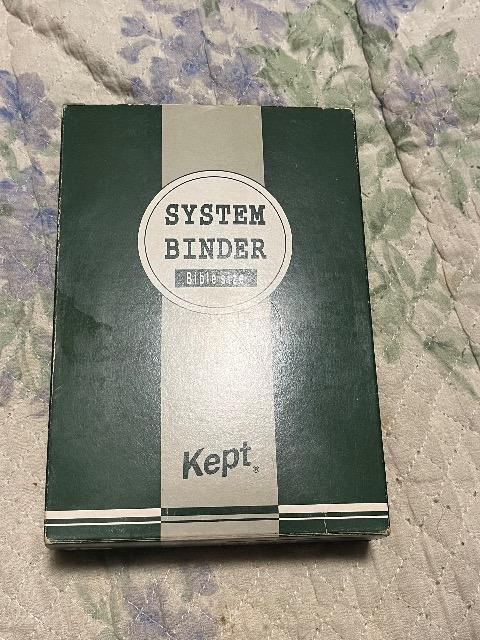 SYSTEM
BINDER
Bible size
Kept®